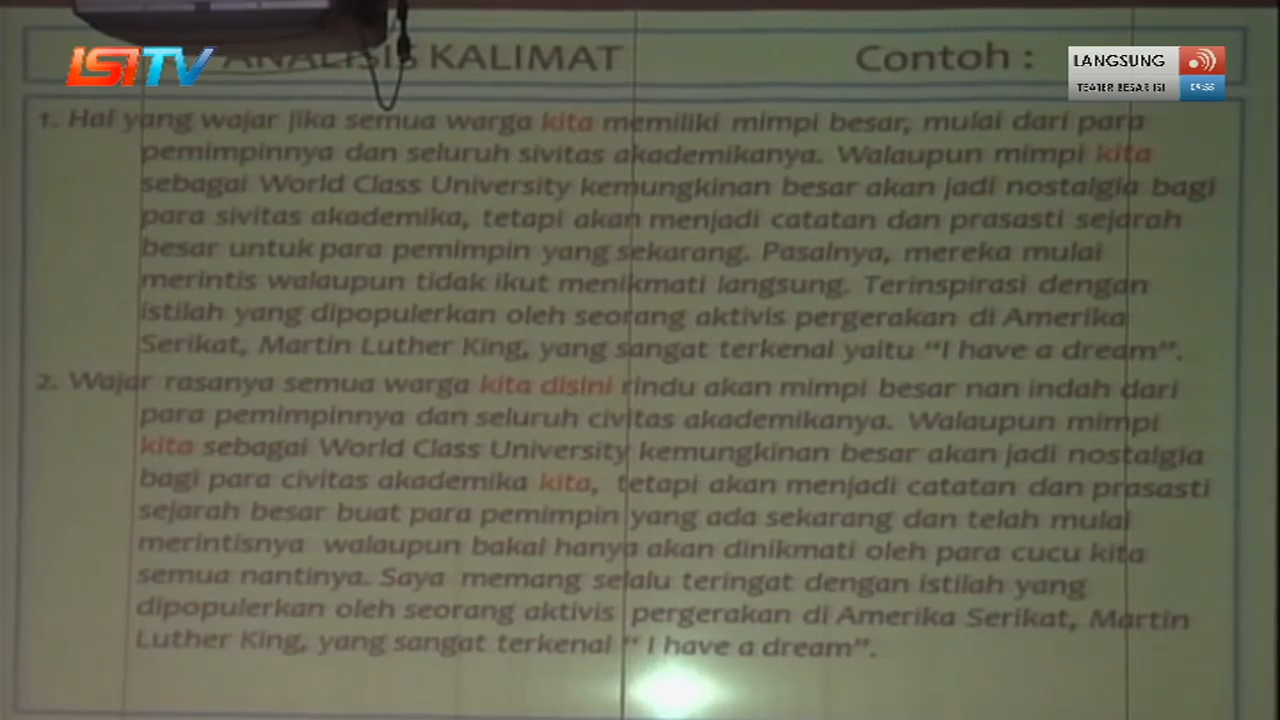 ISI TV
ANALISIS KALIMAT Contoh :
LANGSUNG
TEATER BESAR ISI
1. Hal yang wajar jika semua warga kita memiliki mimpi besar, mulai dari para
pemimpinnya dan seluruh sivitas akademikanya. Walaupun mimpi kita
sebagai World Class University kemungkinan besar akan jadi nostalgia bagi
para sivitas akademika, tetapi akan menjadi catatan dan prasasti sejarah
besar untuk para pemimpin yang sekarang. Pasalnya, mereka mulai
merintis walaupun tidak ikut menikmati langsung. Terinspirasi dengan
istilah yang dipopulerkan oleh seorang aktivis pergerakan di Amerika
Serikat, Martin Luther King, yang sangat terkenal yaitu “I have a dream”.
2. Wajar rasanya semua warga kita disini rindu akan mimpi besar nan indah dari
para pemimpinnya dan seluruh civitas akademikanya. Walaupun mimpi
kita sebagai World Class University kemungkinan besar akan jadi nostalgia
bagi para civitas akademika kita, tetapi akan menjadi catatan dan prasasti
sejarah besar buat para pemimpin yang ada sekarang dan telah mulai
merintisnya walaupun bakal hanya akan dinikmati oleh para cucu kita
semua nantinya. Saya memang selalu teringat dengan istilah yang
dipopulerkan oleh seorang aktivis pergerakan di Amerika Serikat, Martin
Luther King, yang sangat terkenal “ I have a dream”.